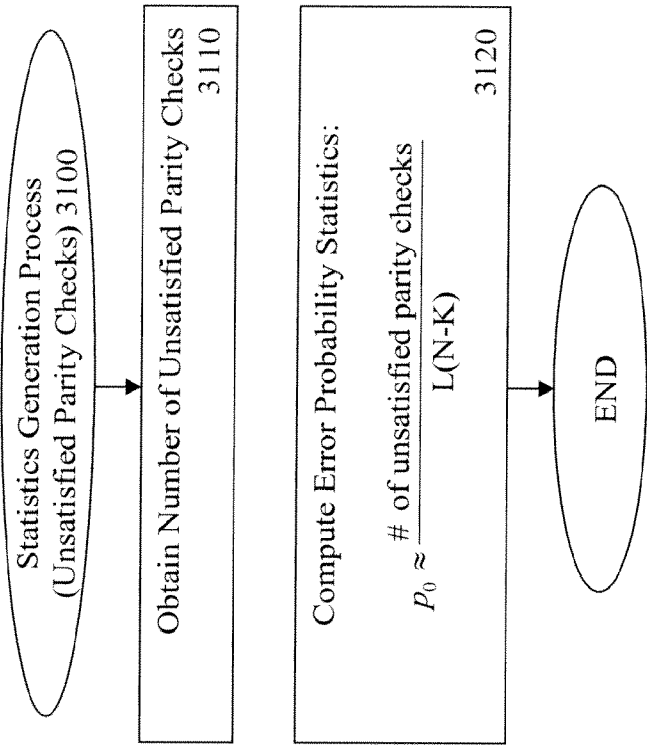 Statistics Generation Process
(Unsatisfied Parity Checks) 3100
Obtain Number of Unsatisfied Parity Checks
3110
Compute Error Probability Statistics:
p₀ ≈ # of unsatisfied parity checks
L(N-K)
3120
END